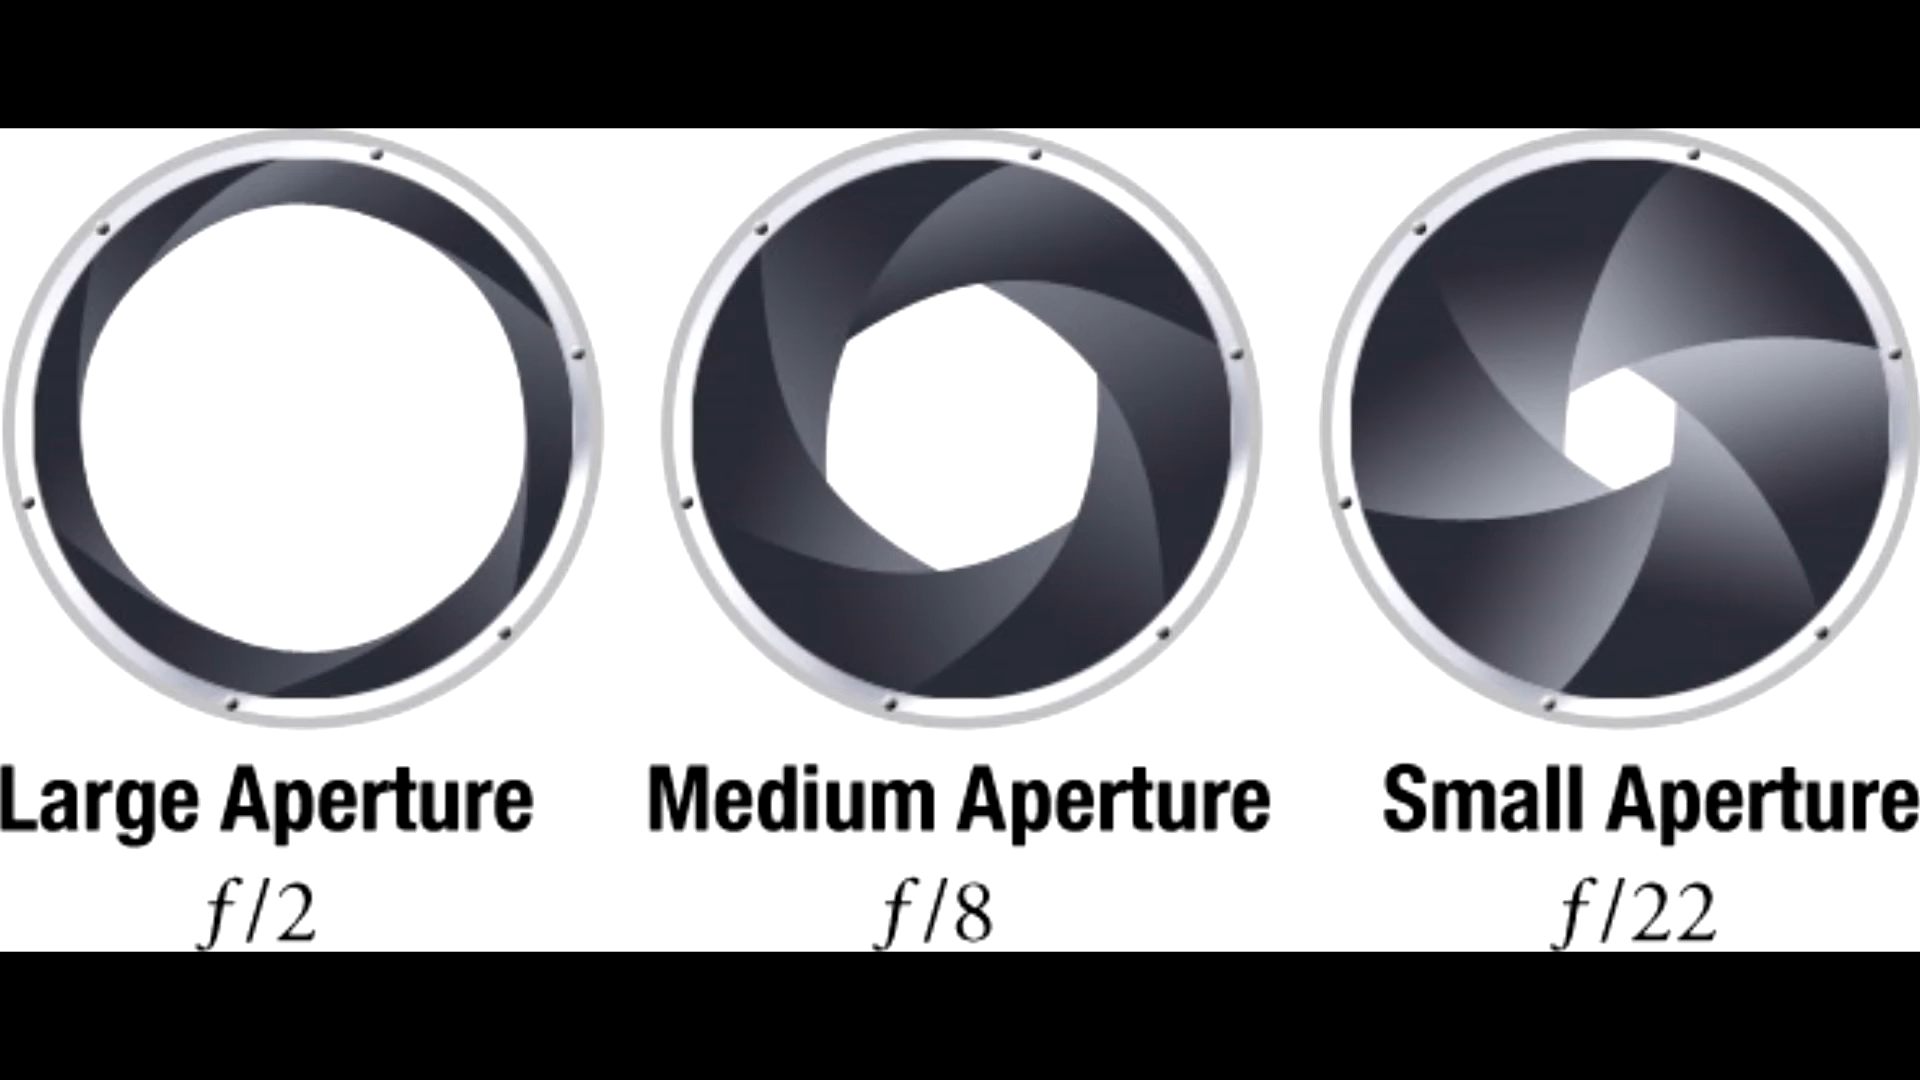 Large Aperture
f/2
Medium Aperture
f/8
Small Aperture
f/22